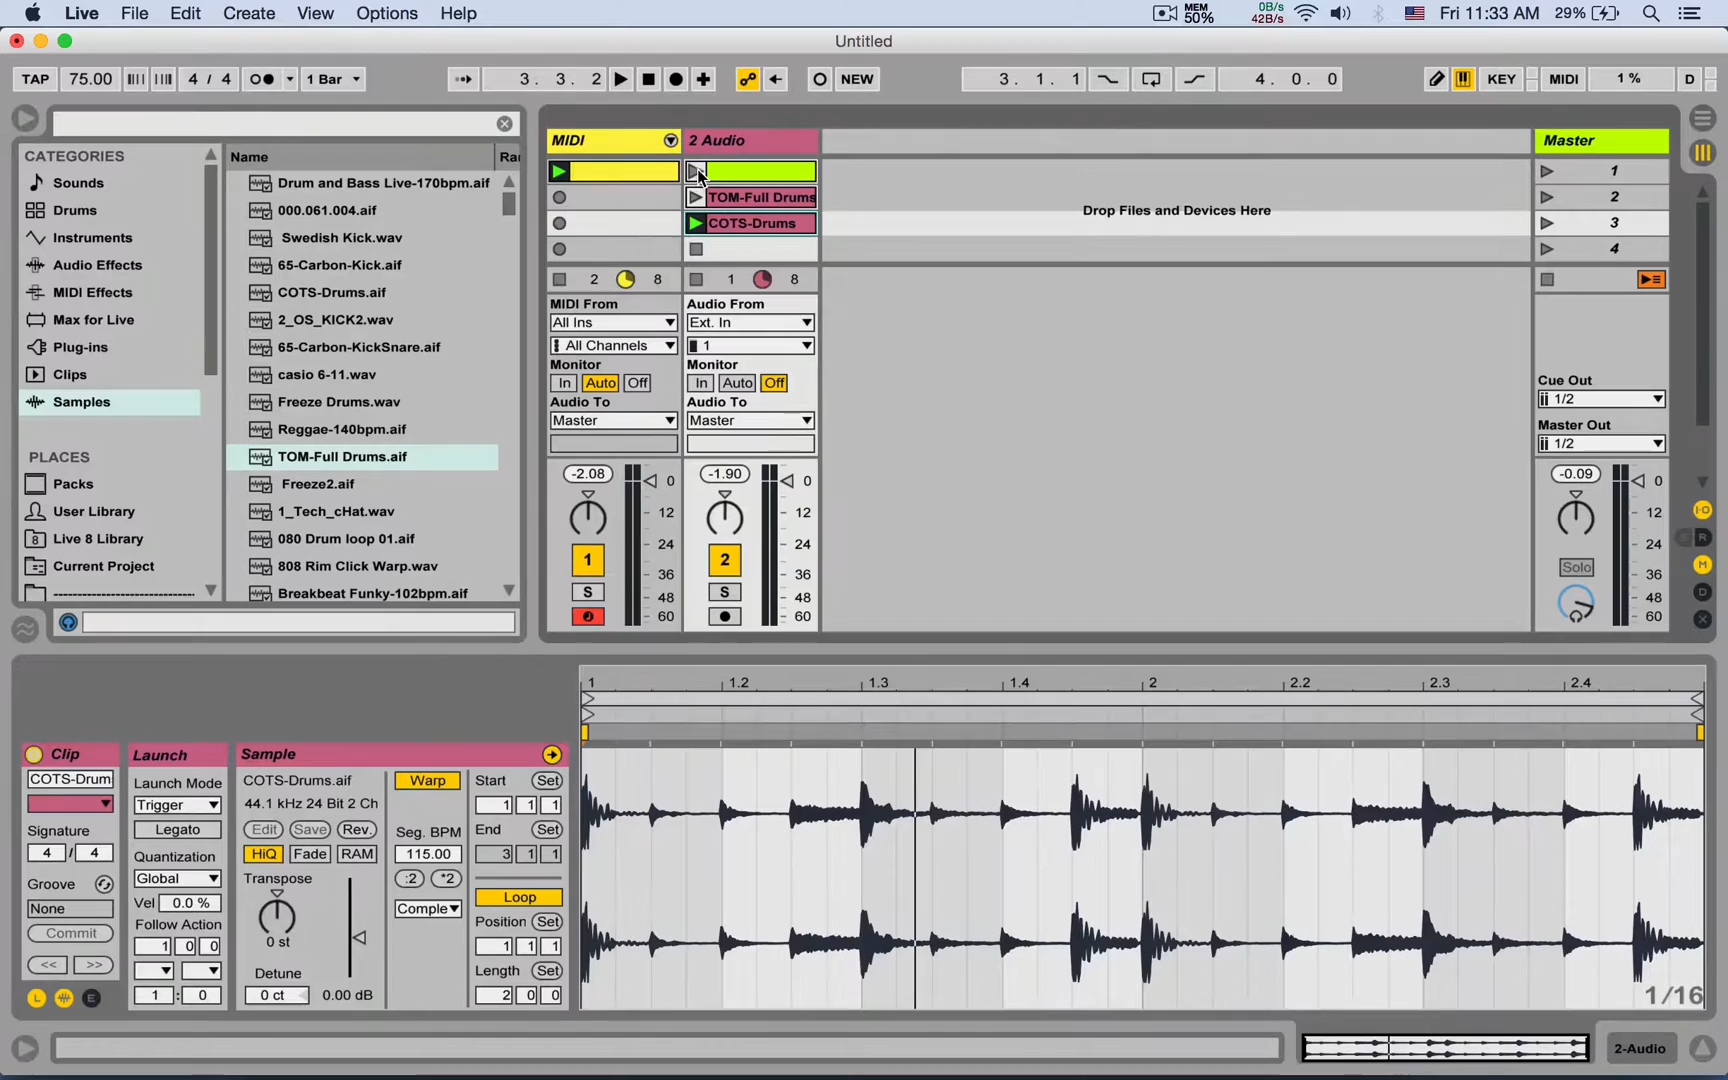 Live File Edit Create View Options Help MEM 50% 0B/s 42B/s Fri 11:33 AM 29%
Untitled
TAP 75.00 4 / 4 1 Bar 3. 3. 2 NEW 3. 1. 1 4. 0. 0 KEY MIDI 1 % D
CATEGORIES
Sounds
Drums
Instruments
Audio Effects
MIDI Effects
Max for Live
Plug-ins
Clips
Samples
PLACES
Packs
User Library
Live 8 Library
Current Project
Name Rar
Drum and Bass Live-170bpm.aif
000.061.004.aif
Swedish Kick.wav
65-Carbon-Kick.aif
COTS-Drums.aif
2_OS_KICK2.wav
65-Carbon-KickSnare.aif
casio 6-11.wav
Freeze Drums.wav
Reggae-140bpm.aif
TOM-Full Drums.aif
Freeze2.aif
1_Tech_cHat.wav
080 Drum loop 01.aif
808 Rim Click Warp.wav
Breakbeat Funky-102bpm.aif
MIDI
2 8
MIDI From
All Ins
All Channels
Monitor
In Auto Off
Audio To
Master
-2.08
0
12
24
36
48
60
1
S
2 Audio
TOM-Full Drums
COTS-Drums
1 8
Audio From
Ext. In
1
Monitor
In Auto Off
Audio To
Master
-1.90
0
12
24
36
48
60
2
S
Drop Files and Devices Here
Master
1
2
3
4
Cue Out
1/2
Master Out
1/2
-0.09
0
12
24
36
48
60
Solo
I·O
R
M
D
X
Clip
COTS-Drum
Signature
4 / 4
Groove
None
Commit
<< >>
L E
Launch
Launch Mode
Trigger
Legato
Quantization
Global
Vel 0.0 %
Follow Action
1 0 0
1 : 0
Sample
COTS-Drums.aif
44.1 kHz 24 Bit 2 Ch
Edit Save Rev.
HiQ Fade RAM
Transpose
0 st
Detune
0 ct 0.00 dB
Warp
Seg. BPM
115.00
:2 *2
Comple
Start Set
1 1 1
End Set
3 1 1
Loop
Position Set
1 1 1
Length Set
2 0 0
1 1.2 1.3 1.4 2 2.2 2.3 2.4
1/16
2-Audio